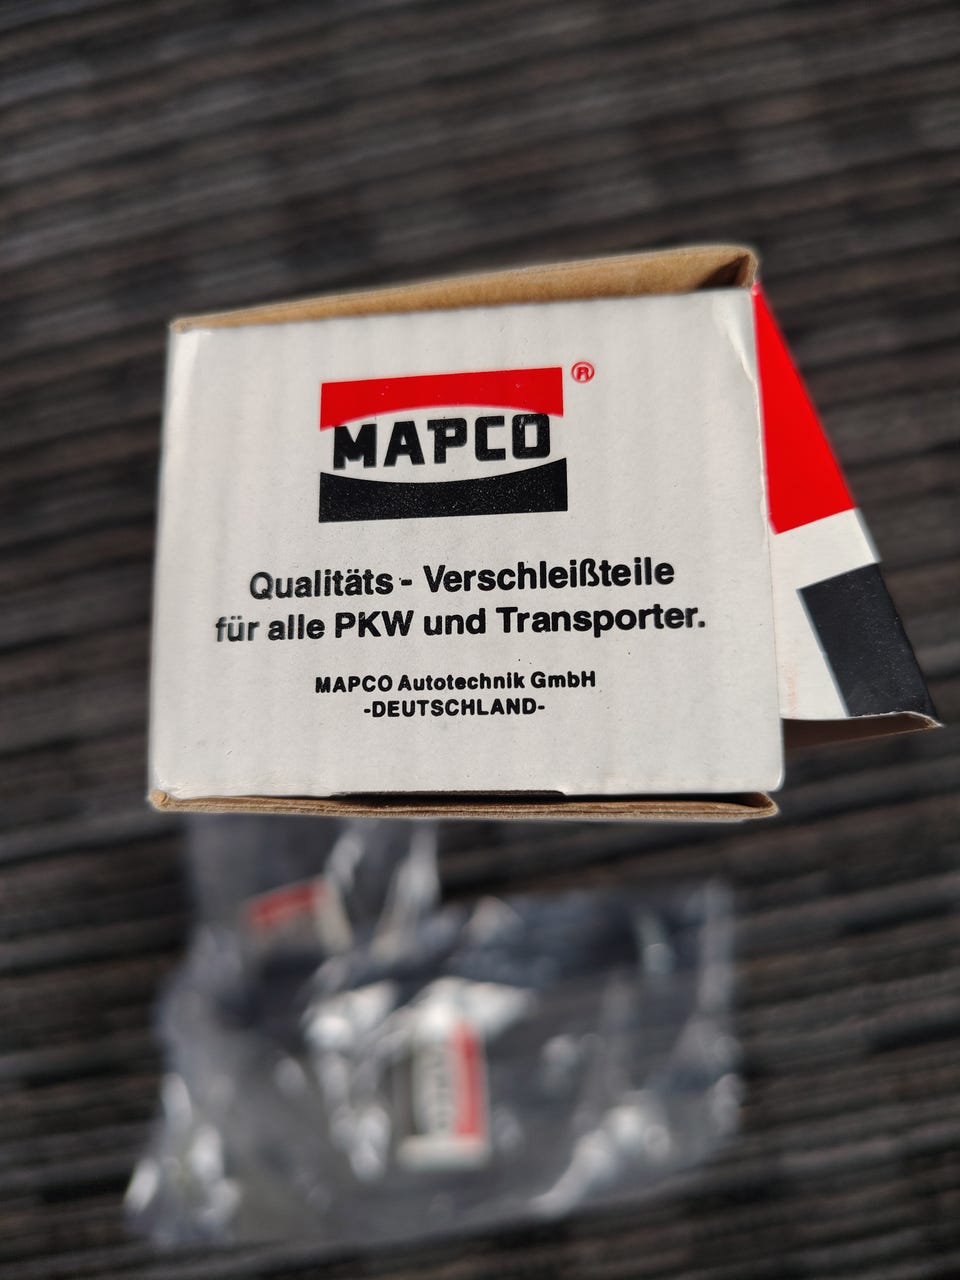 MAPCO®
Qualitäts - Verschleißteile
für alle PKW und Transporter.
MAPCO Autotechnik GmbH
-DEUTSCHLAND-